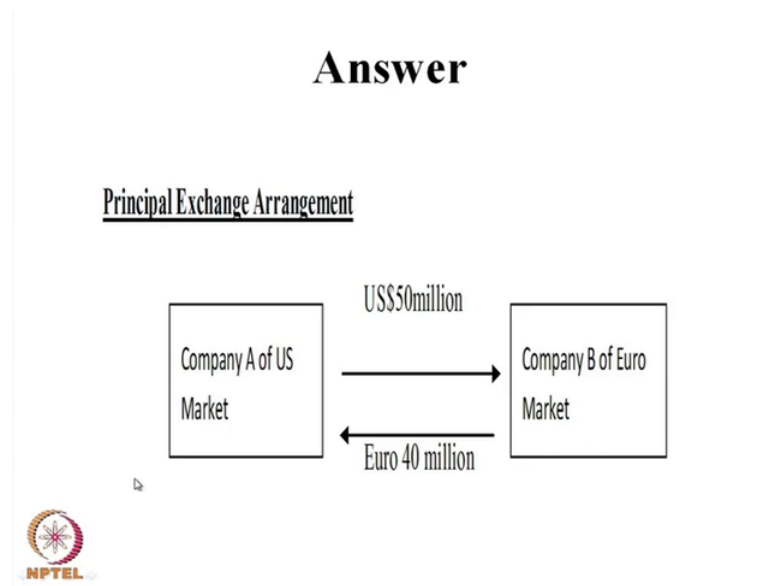 Answer
Principal Exchange Arrangement
US$50million
Company A of US
Market
Company B of Euro
Market
Euro 40 million
NPTEL